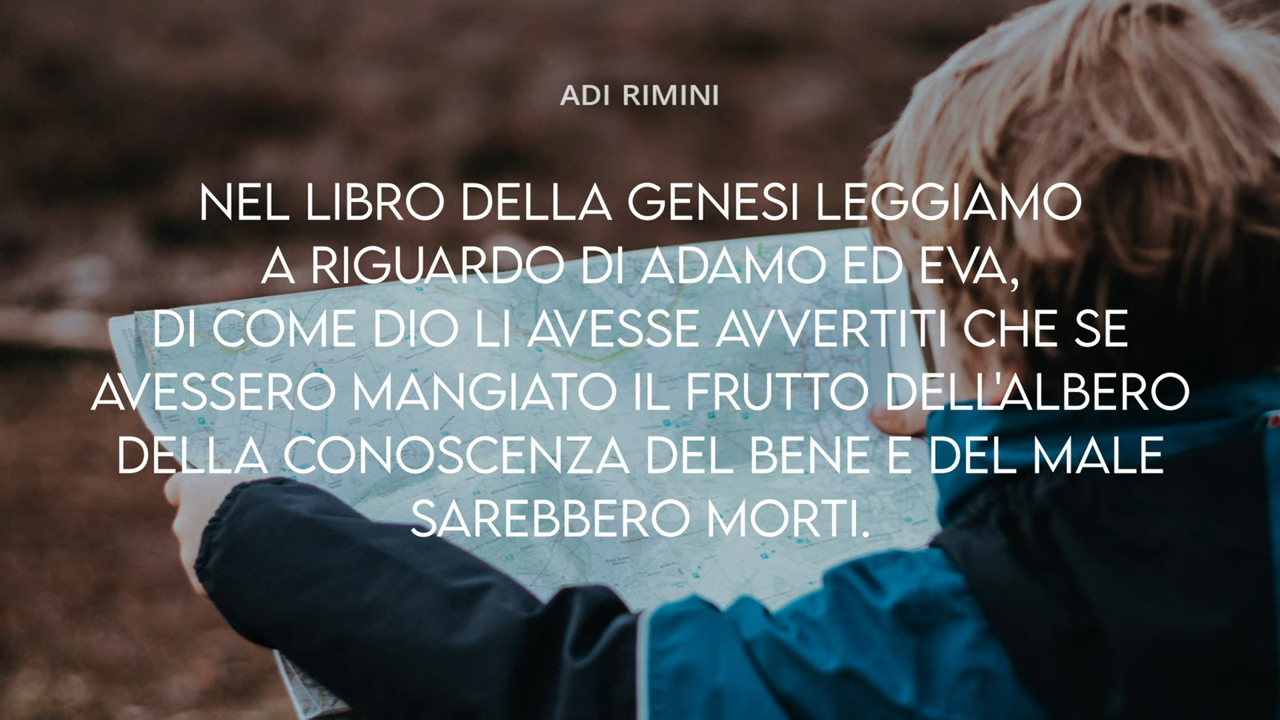 ADI RIMINI
NEL LIBRO DELLA GENESI LEGGIAMO
A RIGUARDO DI ADAMO ED EVA,
DI COME DIO LI AVESSE AVVERTITI CHE SE
AVESSERO MANGIATO IL FRUTTO DELL'ALBERO
DELLA CONOSCENZA DEL BENE E DEL MALE
SAREBBERO MORTI.